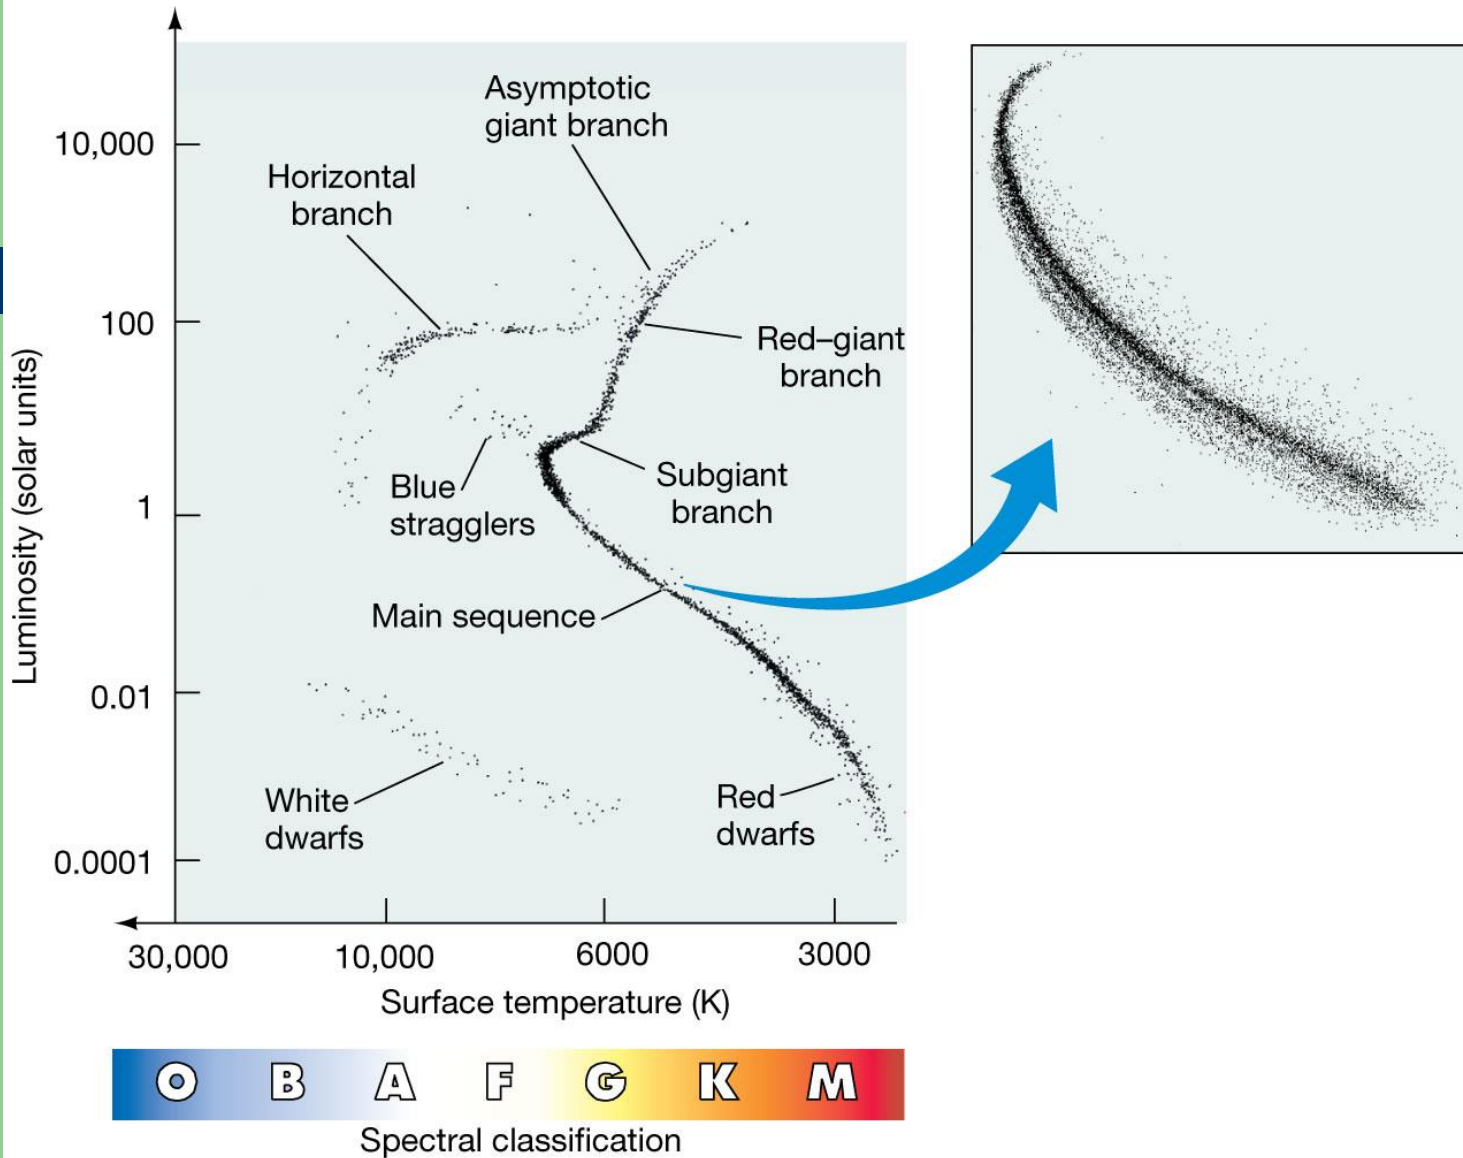 Asymptotic
giant branch
10,000
Horizontal
branch
100
Red–giant
branch
Luminosity (solar units)
Blue
stragglers
Subgiant
branch
1
Main sequence
0.01
White
dwarfs
Red
dwarfs
0.0001
30,000 10,000 6000 3000
Surface temperature (K)
O B A F G K M
Spectral classification